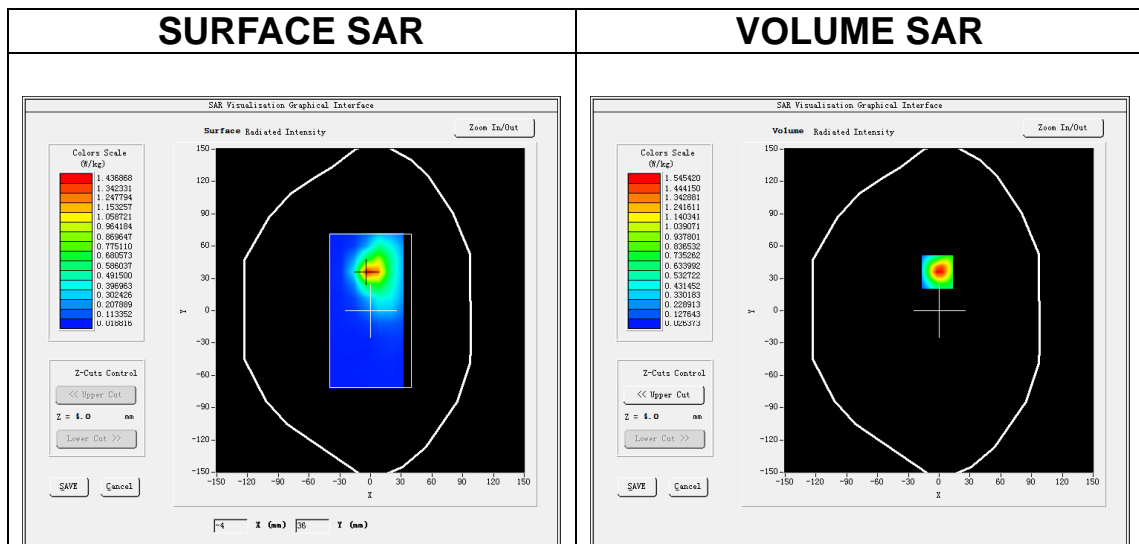 SURFACE SAR
VOLUME SAR
SAR Visualisation Graphical Interface
Surface Radiated Intensity
Zoom In/Out
Colors Scale
(W/kg)
1.436868
1.342331
1.247794
1.153257
1.058721
0.964184
0.869647
0.775110
0.680573
0.586037
0.491500
0.396963
0.302426
0.207889
0.113352
0.018816
150
120
90
60
30
0
-30
-60
-90
-120
-150
Y
-150 -120 -90 -60 -30 0 30 60 90 120 150
X
Z-Cuts Control
<< Upper Cut
Z = 4.0 mm
Lower Cut >>
SAVE Cancel
-4 X (mm) 36 Y (mm)
SAR Visualisation Graphical Interface
Volume Radiated Intensity
Zoom In/Out
Colors Scale
(W/kg)
1.545420
1.444150
1.342881
1.241611
1.140341
1.039071
0.937801
0.836532
0.735262
0.633992
0.532722
0.431452
0.330183
0.228913
0.127643
0.026373
150
120
90
60
30
0
-30
-60
-90
-120
-150
Y
-150 -120 -90 -60 -30 0 30 60 90 120 150
X
Z-Cuts Control
<< Upper Cut
Z = 4.0 mm
Lower Cut >>
SAVE Cancel